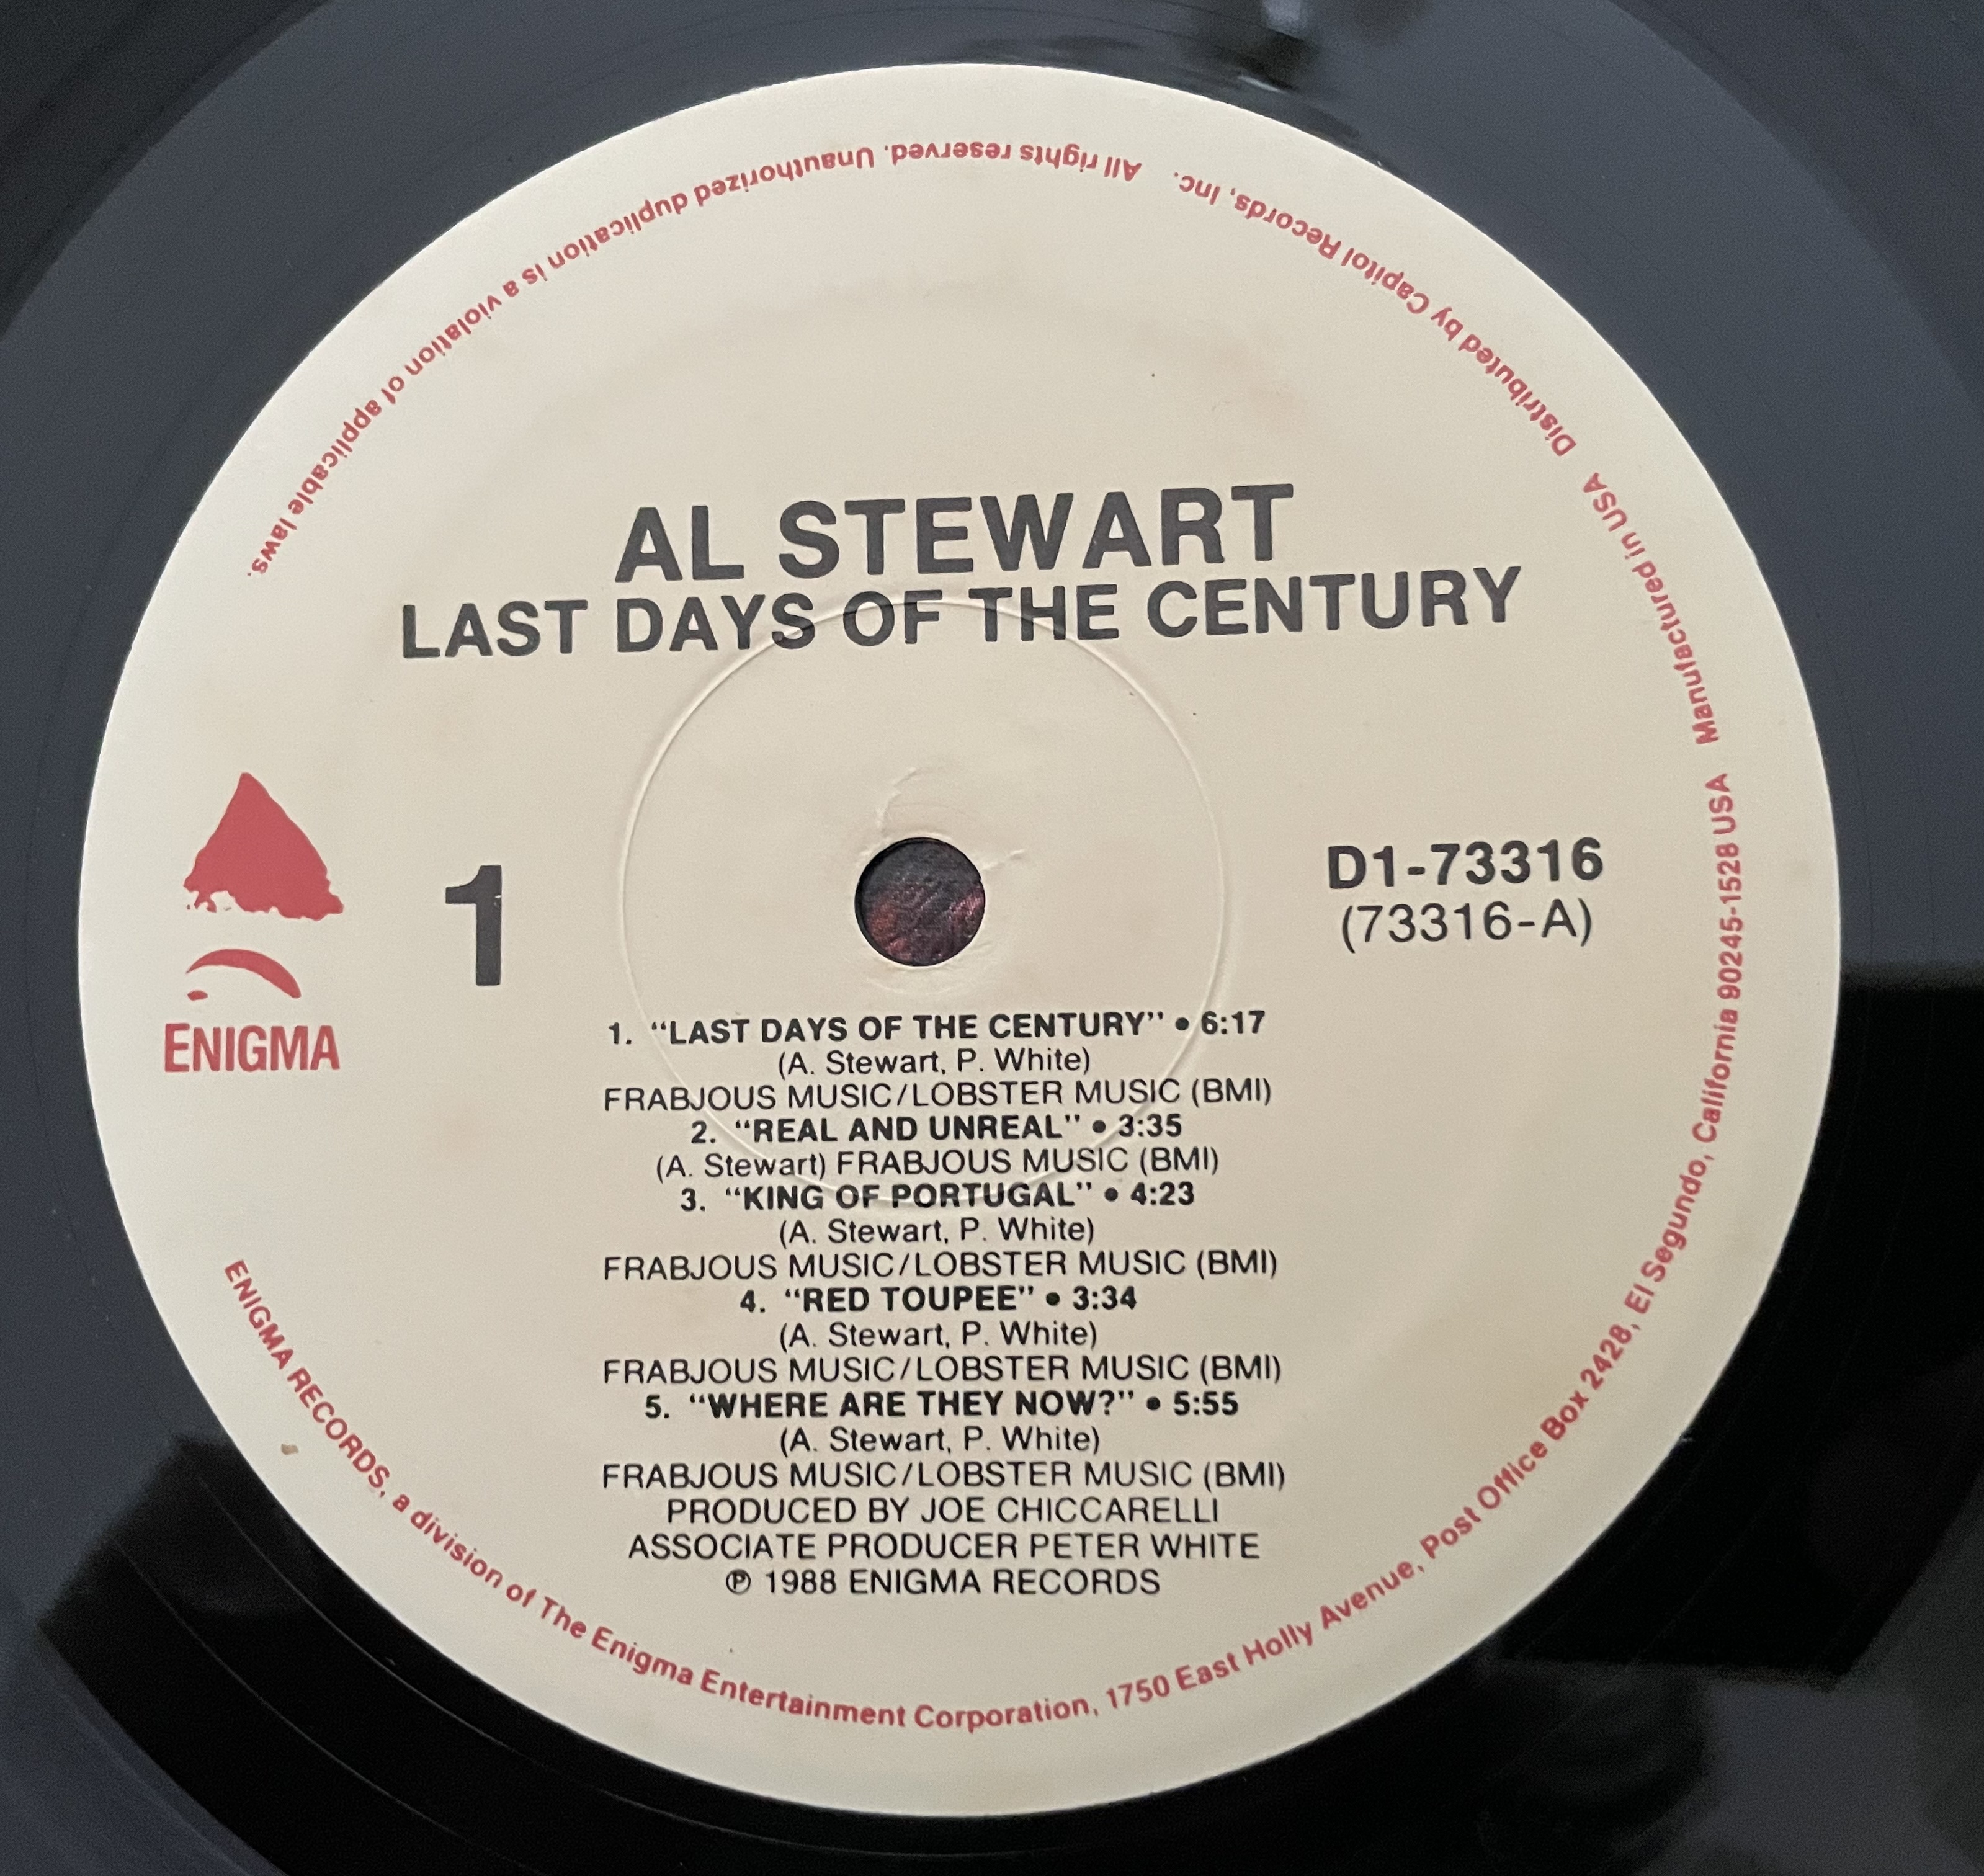 AL STEWART
LAST DAYS OF THE CENTURY
ENIGMA
1
D1-73316
(73316-A)
1. “LAST DAYS OF THE CENTURY” • 6:17
(A. Stewart, P. White)
FRABJOUS MUSIC/LOBSTER MUSIC (BMI)
2. “REAL AND UNREAL” • 3:35
(A. Stewart) FRABJOUS MUSIC (BMI)
3. “KING OF PORTUGAL” • 4:23
(A. Stewart, P. White)
FRABJOUS MUSIC/LOBSTER MUSIC (BMI)
4. “RED TOUPEE” • 3:34
(A. Stewart, P. White)
FRABJOUS MUSIC/LOBSTER MUSIC (BMI)
5. “WHERE ARE THEY NOW?” • 5:55
(A. Stewart, P. White)
FRABJOUS MUSIC/LOBSTER MUSIC (BMI)
PRODUCED BY JOE CHICCARELLI
ASSOCIATE PRODUCER PETER WHITE
℗ 1988 ENIGMA RECORDS
ENIGMA RECORDS, a division of The Enigma Entertainment Corporation, 1750 East Holly Avenue, Post Office Box 2428, El Segundo, California 90245-1528 USA Manufactured in USA Distributed by Capitol Records, Inc. All rights reserved. Unauthorized duplication is a violation of applicable laws.